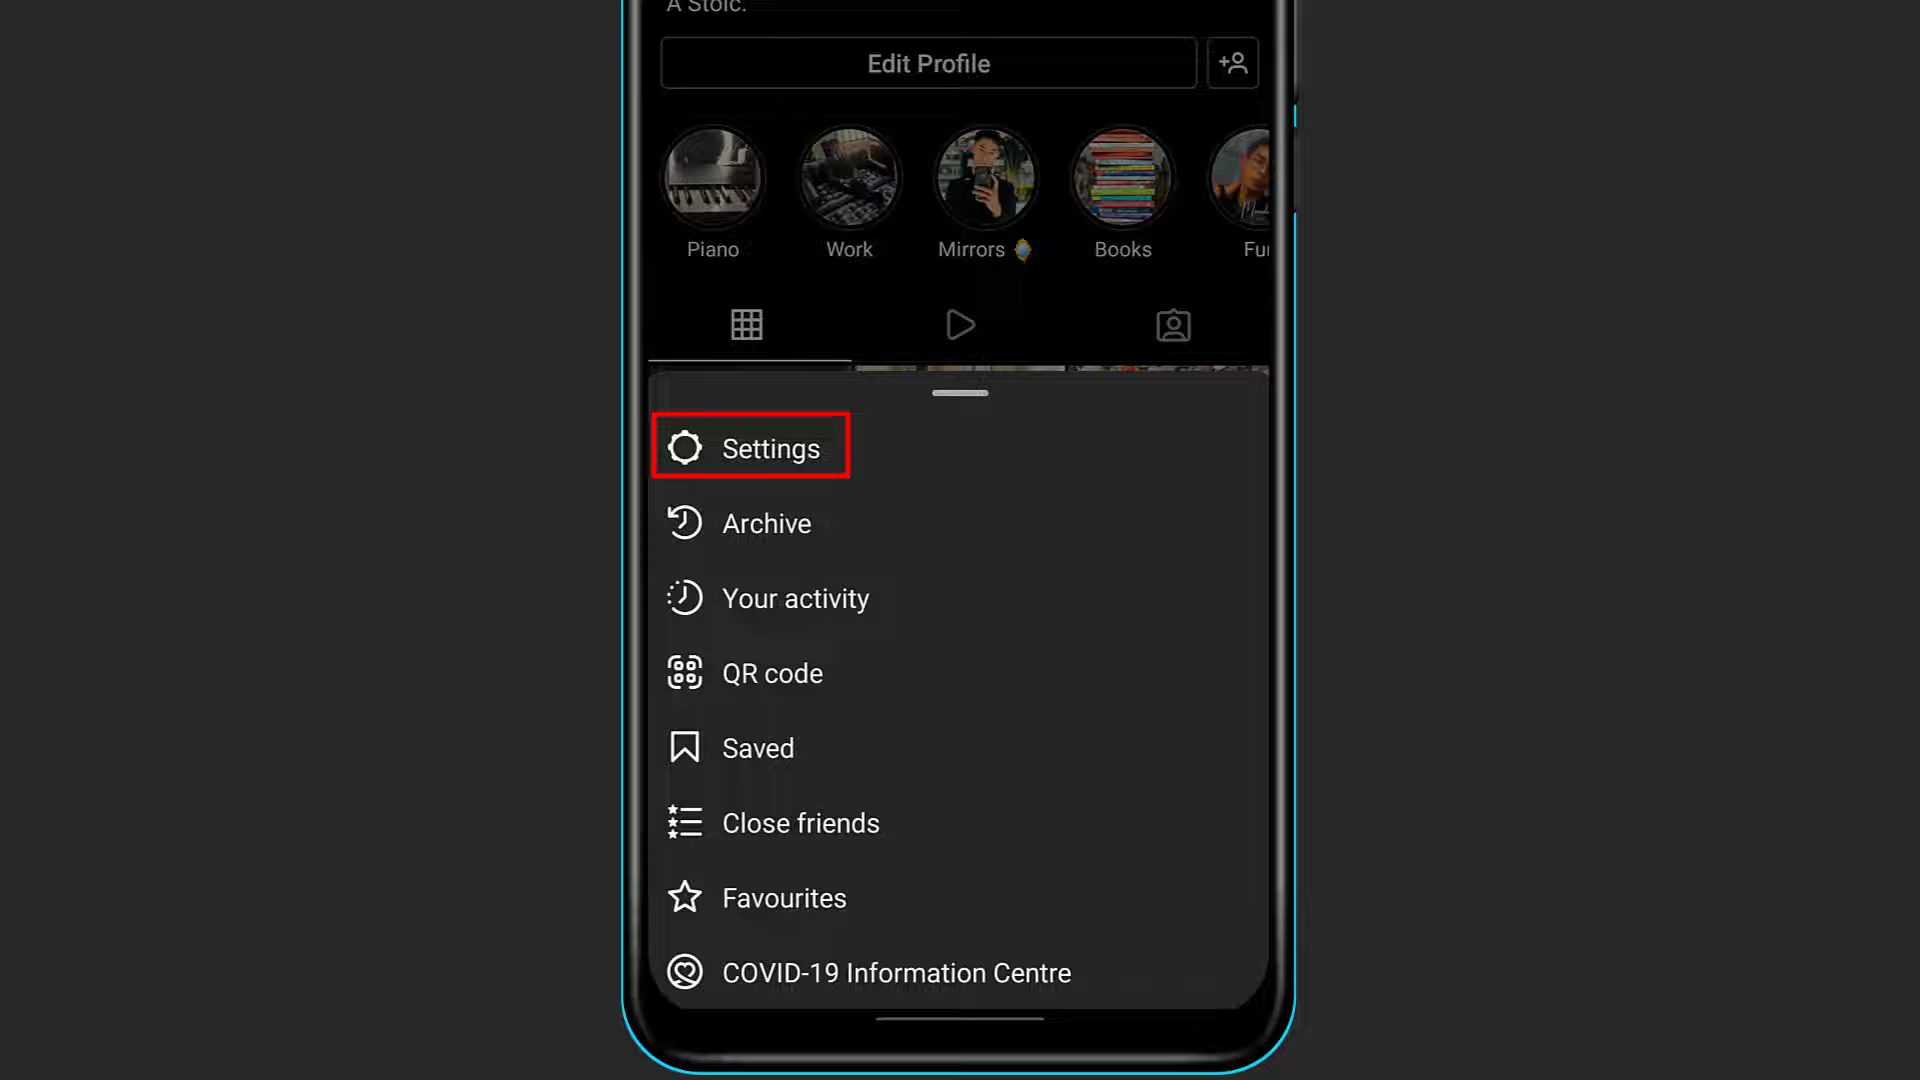 A Stoic.
Edit Profile
Piano
Work
Mirrors
Books
Settings
Archive
Your activity
QR code
Saved
Close friends
Favourites
COVID-19 Information Centre